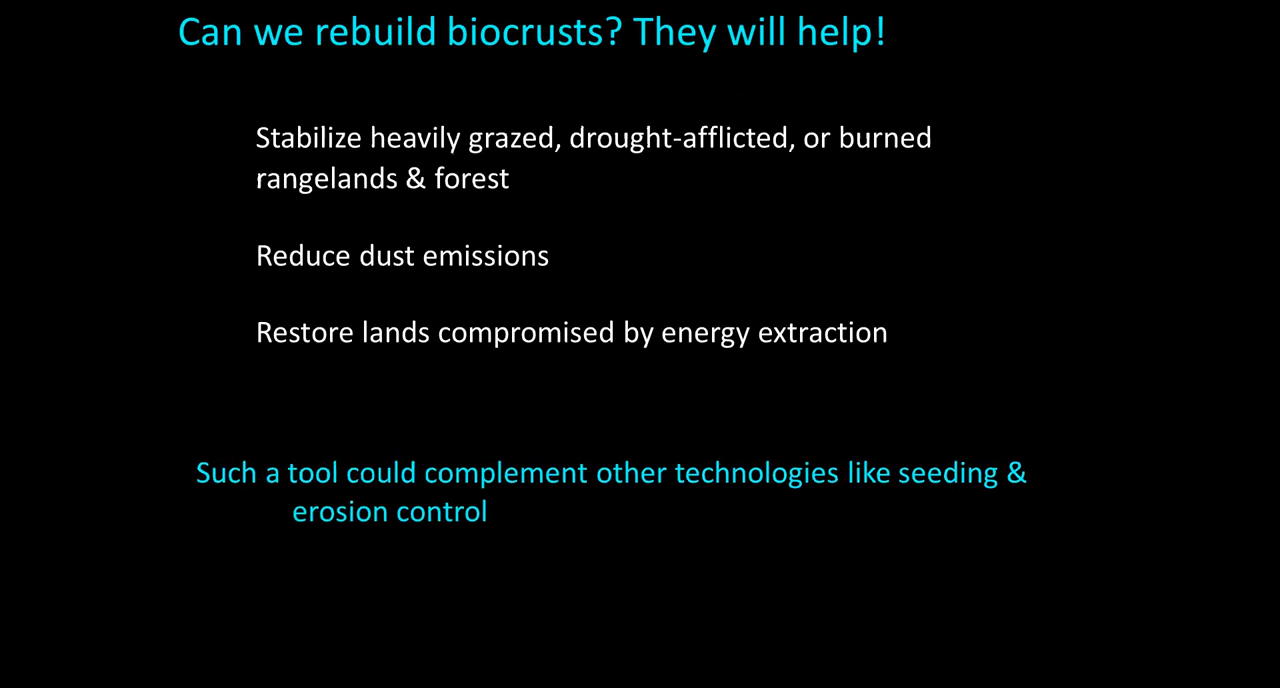 Can we rebuild biocrusts? They will help!
Stabilize heavily grazed, drought-afflicted, or burned
rangelands & forest
Reduce dust emissions
Restore lands compromised by energy extraction
Such a tool could complement other technologies like seeding &
erosion control